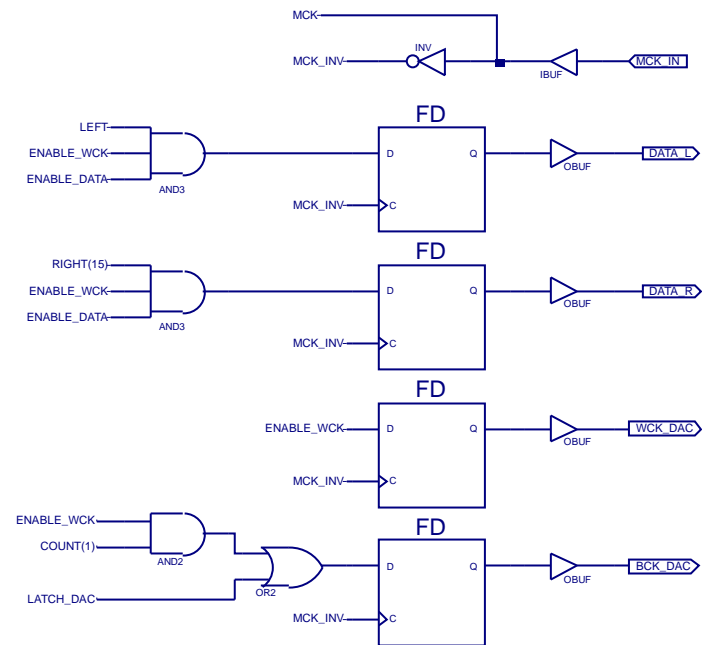 MCK
INV
MCK_INV
IBUF
MCK_IN
FD
LEFT
ENABLE_WCK
ENABLE_DATA
AND3
D
Q
MCK_INV
C
OBUF
DATA_L
FD
RIGHT(15)
ENABLE_WCK
ENABLE_DATA
AND3
D
Q
MCK_INV
C
OBUF
DATA_R
FD
ENABLE_WCK
D
Q
MCK_INV
C
OBUF
WCK_DAC
FD
ENABLE_WCK
COUNT(1)
AND2
LATCH_DAC
OR2
D
Q
MCK_INV
C
OBUF
BCK_DAC